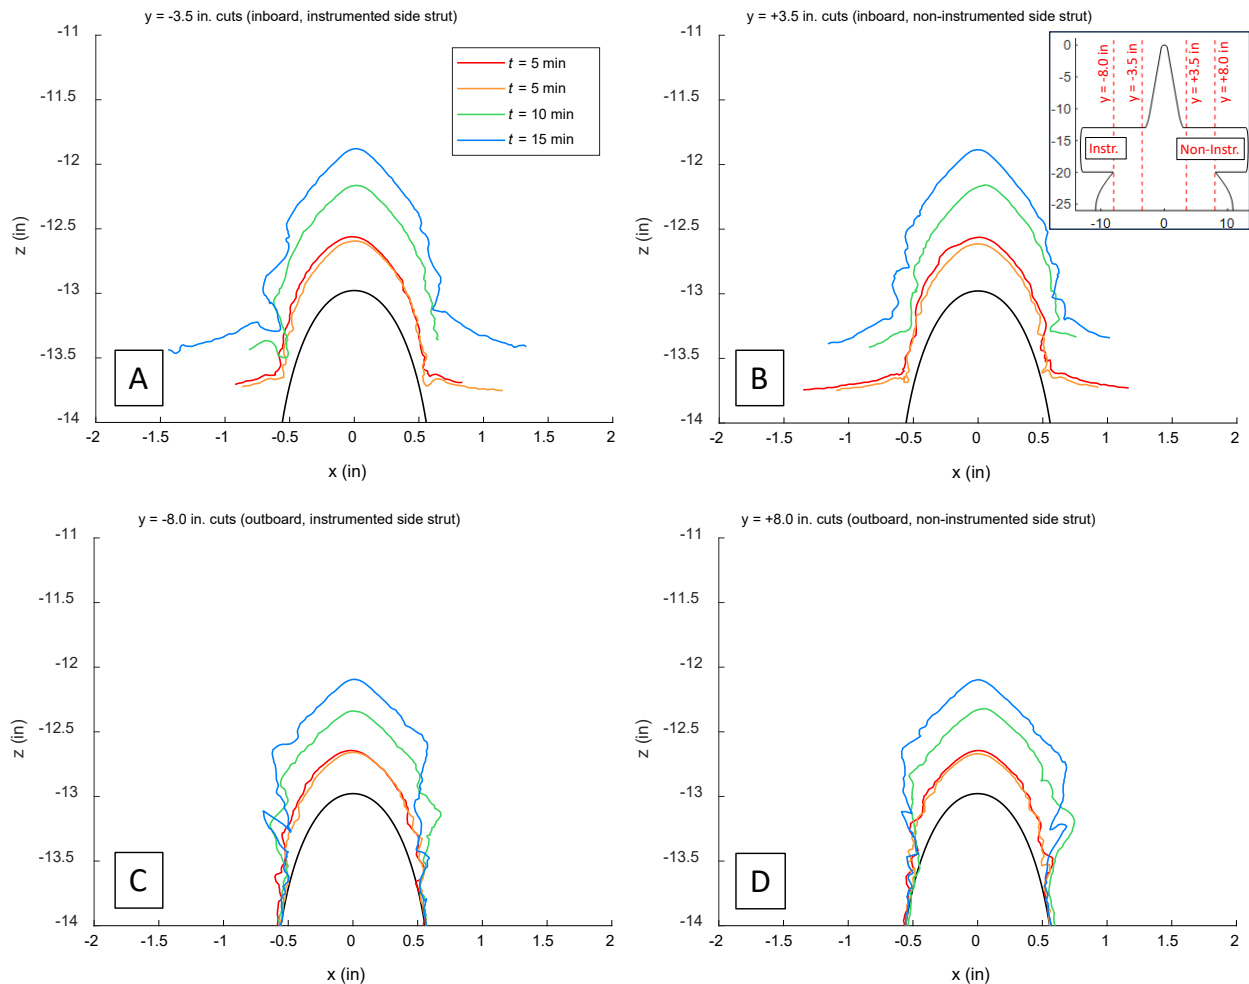 y = -3.5 in. cuts (inboard, instrumented side strut)
-11
-11.5
-12
-12.5
-13
-13.5
-14
z (in)
t = 5 min
t = 5 min
t = 10 min
t = 15 min
A
-2
-1.5
-1
-0.5
0
0.5
1
1.5
2
x (in)
y = +3.5 in. cuts (inboard, non-instrumented side strut)
-11
-11.5
-12
-12.5
-13
-13.5
-14
z (in)
0
-5
-10
-15
-20
-25
y = -8.0 in
y = -3.5 in
y = +3.5 in
y = +8.0 in
Instr.
Non-Instr.
-10
0
10
B
-2
-1.5
-1
-0.5
0
0.5
1
1.5
2
x (in)
y = -8.0 in. cuts (outboard, instrumented side strut)
-11
-11.5
-12
-12.5
-13
-13.5
-14
z (in)
C
-2
-1.5
-1
-0.5
0
0.5
1
1.5
2
x (in)
y = +8.0 in. cuts (outboard, non-instrumented side strut)
-11
-11.5
-12
-12.5
-13
-13.5
-14
z (in)
D
-2
-1.5
-1
-0.5
0
0.5
1
1.5
2
x (in)